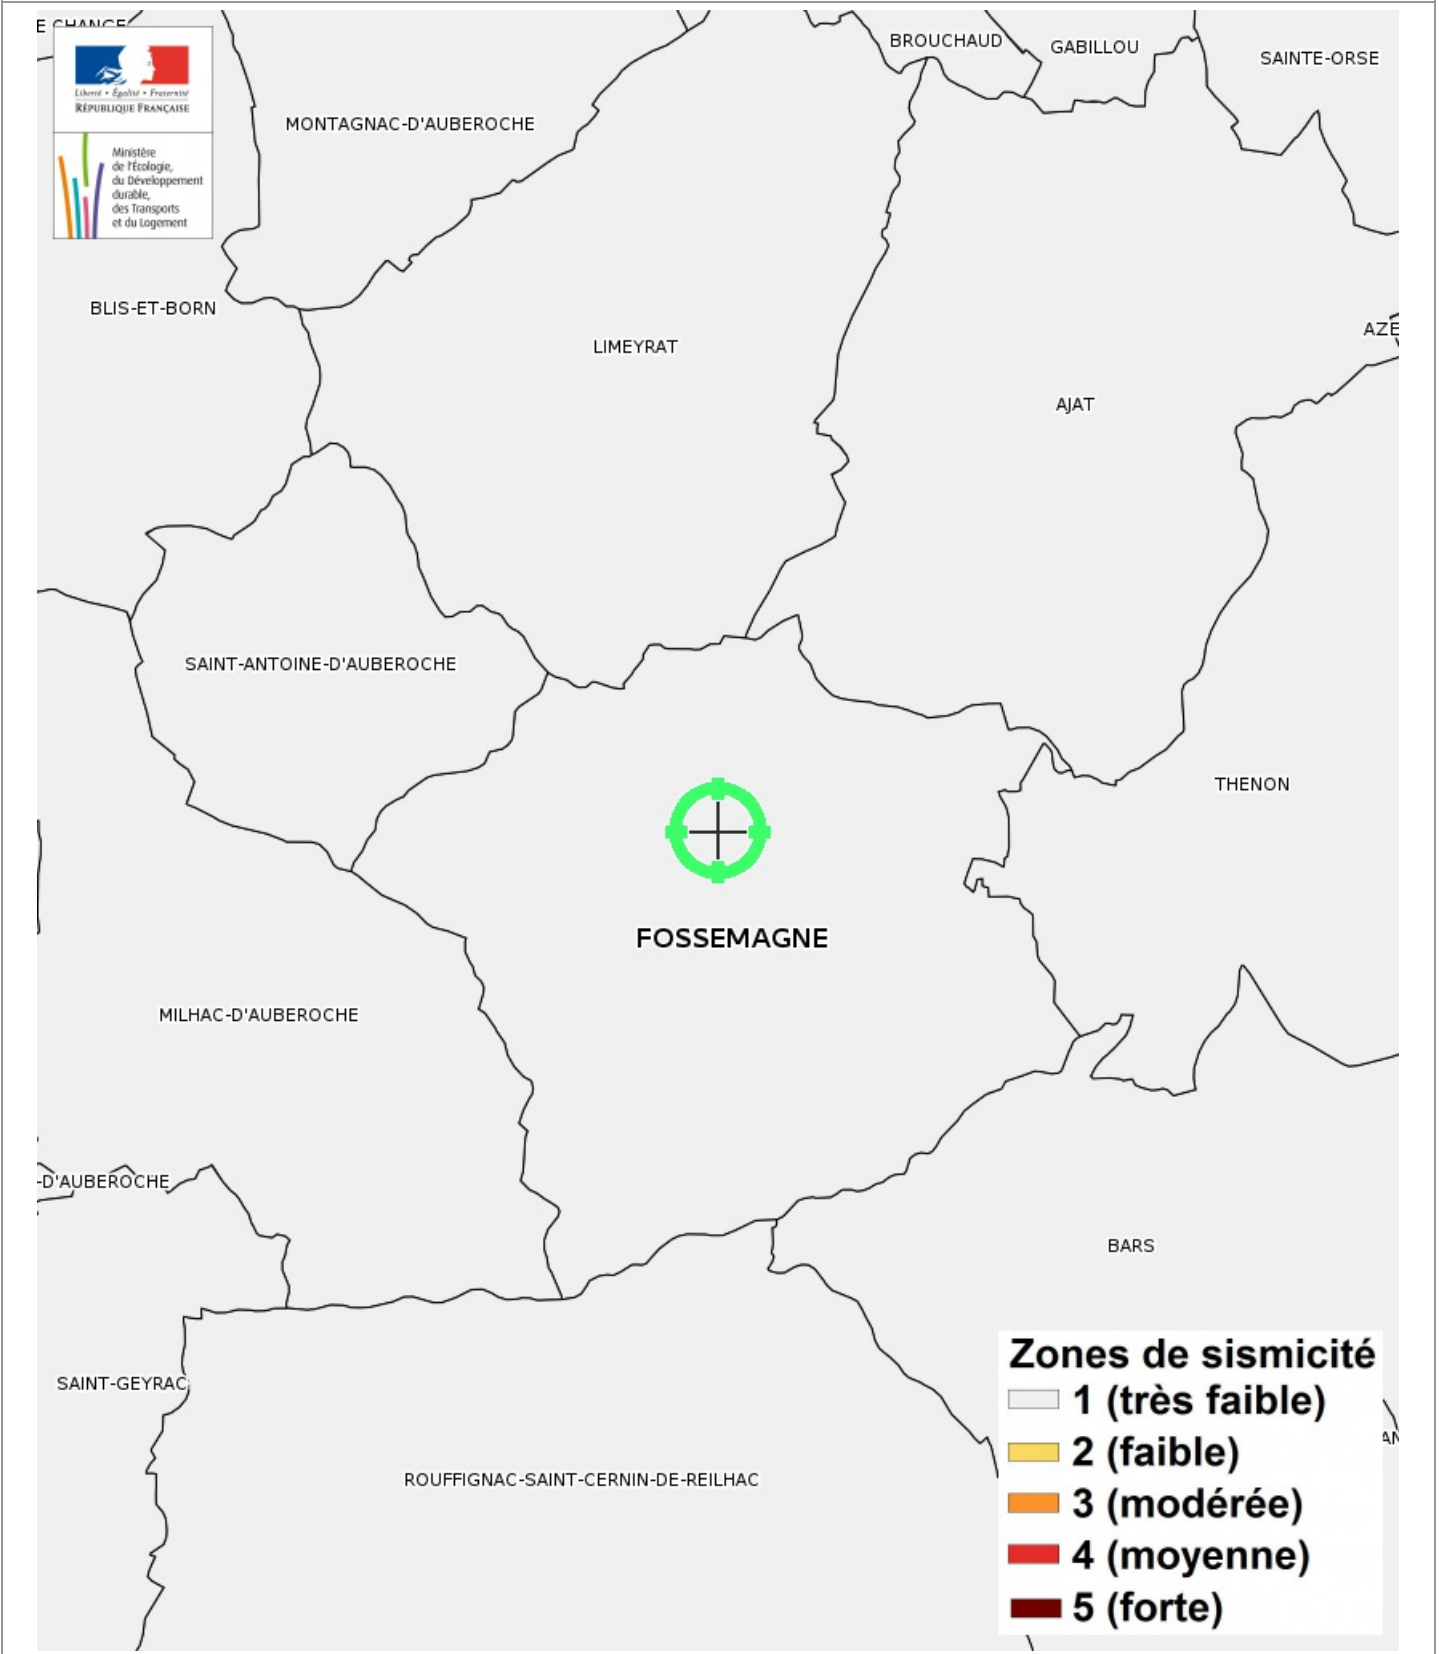 E CHANGE
BROUCHAUD
GABILLOU
SAINTE-ORSE
Liberté • Égalité • Fraternité
RÉPUBLIQUE FRANÇAISE
MONTAGNAC-D'AUBEROCHE
Ministère
de l'Écologie,
du Développement
durable,
des Transports
et du Logement
BLIS-ET-BORN
AZE
LIMEYRAT
AJAT
SAINT-ANTOINE-D'AUBEROCHE
THENON
FOSSEMAGNE
MILHAC-D'AUBEROCHE
-D'AUBEROCHE
BARS
Zones de sismicité
SAINT-GEYRAC
1 (très faible)
AN
2 (faible)
ROUFFIGNAC-SAINT-CERNIN-DE-REILHAC
3 (modérée)
4 (moyenne)
5 (forte)